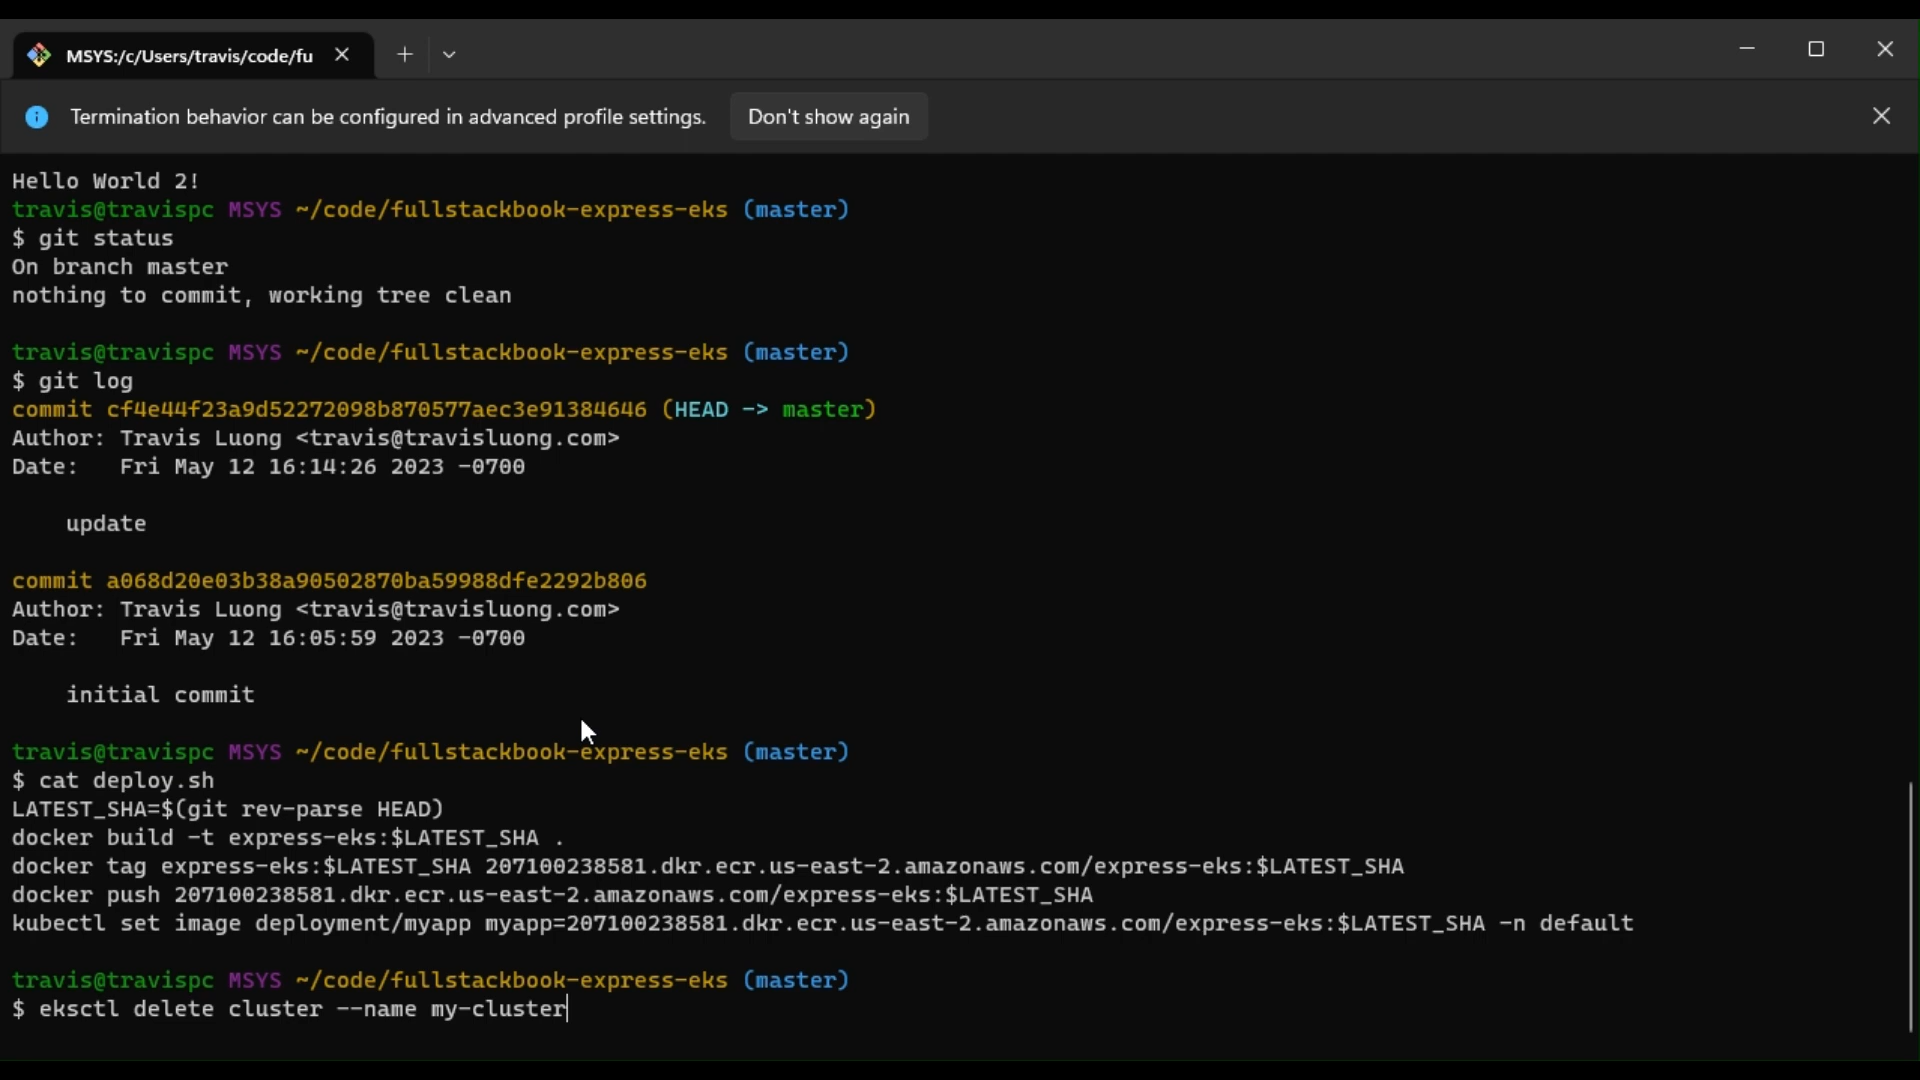 MSYS:/c/Users/travis/code/fu
Termination behavior can be configured in advanced profile settings. Don't show again
Hello World 2!
travis@travispc MSYS ~/code/fullstackbook-express-eks (master)
$ git status
On branch master
nothing to commit, working tree clean
travis@travispc MSYS ~/code/fullstackbook-express-eks (master)
$ git log
commit cf4e44f23a9d52272098b870577aec3e91384646 (HEAD -> master)
Author: Travis Luong <travis@travisluong.com>
Date:   Fri May 12 16:14:26 2023 -0700
    update
commit a068d20e03b38a90502870ba59988dfe2292b806
Author: Travis Luong <travis@travisluong.com>
Date:   Fri May 12 16:05:59 2023 -0700
    initial commit
travis@travispc MSYS ~/code/fullstackbook-express-eks (master)
$ cat deploy.sh
LATEST_SHA=$(git rev-parse HEAD)
docker build -t express-eks:$LATEST_SHA .
docker tag express-eks:$LATEST_SHA 207100238581.dkr.ecr.us-east-2.amazonaws.com/express-eks:$LATEST_SHA
docker push 207100238581.dkr.ecr.us-east-2.amazonaws.com/express-eks:$LATEST_SHA
kubectl set image deployment/myapp myapp=207100238581.dkr.ecr.us-east-2.amazonaws.com/express-eks:$LATEST_SHA -n default
travis@travispc MSYS ~/code/fullstackbook-express-eks (master)
$ eksctl delete cluster --name my-cluster